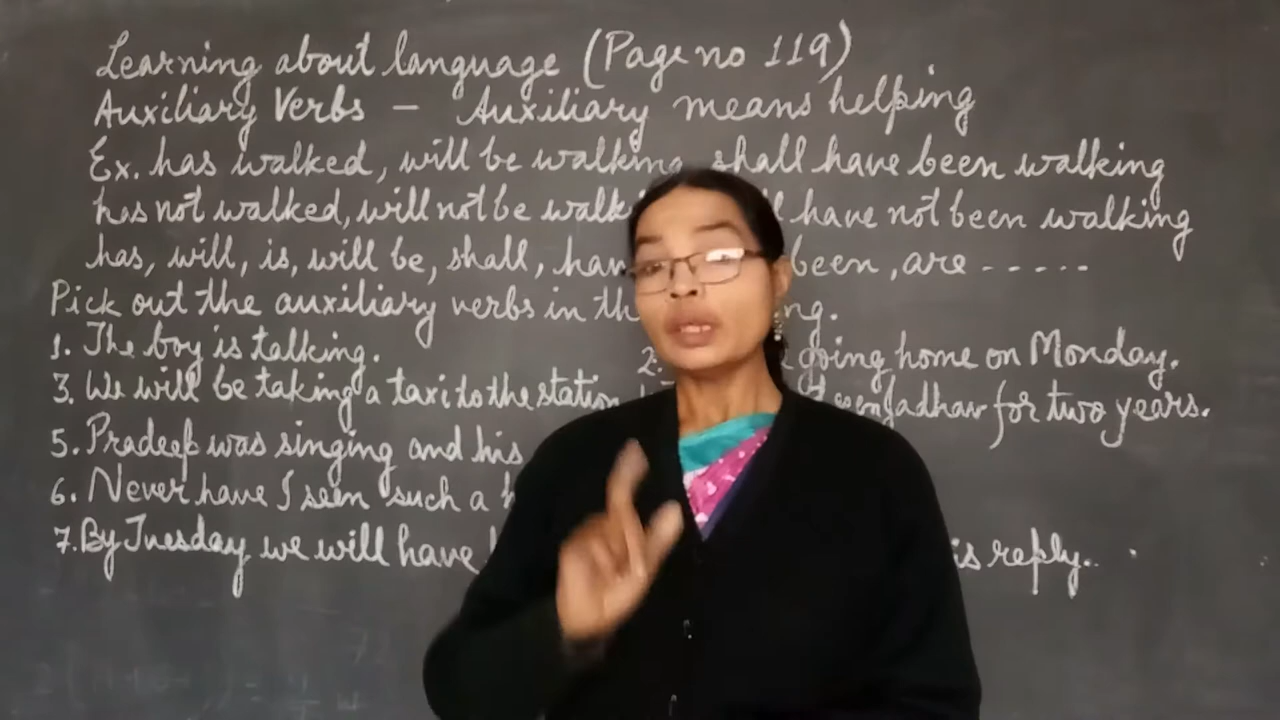 Learning about language (Page no 119)
Auxiliary Verbs - Auxiliary means helping
Ex. has walked, will be walking, shall have been walking
has not walked, will not be have not been walking
has, will, is, will be, shall, been, are -----
Pick out the auxiliary verbs in
1. The boy is talking.
2. going home on Monday.
3. We will be taking a taxi to the station for two years.
5. Pradeep was singing and his
6. Never have I seen such a
7. By Tuesday we will have is reply..